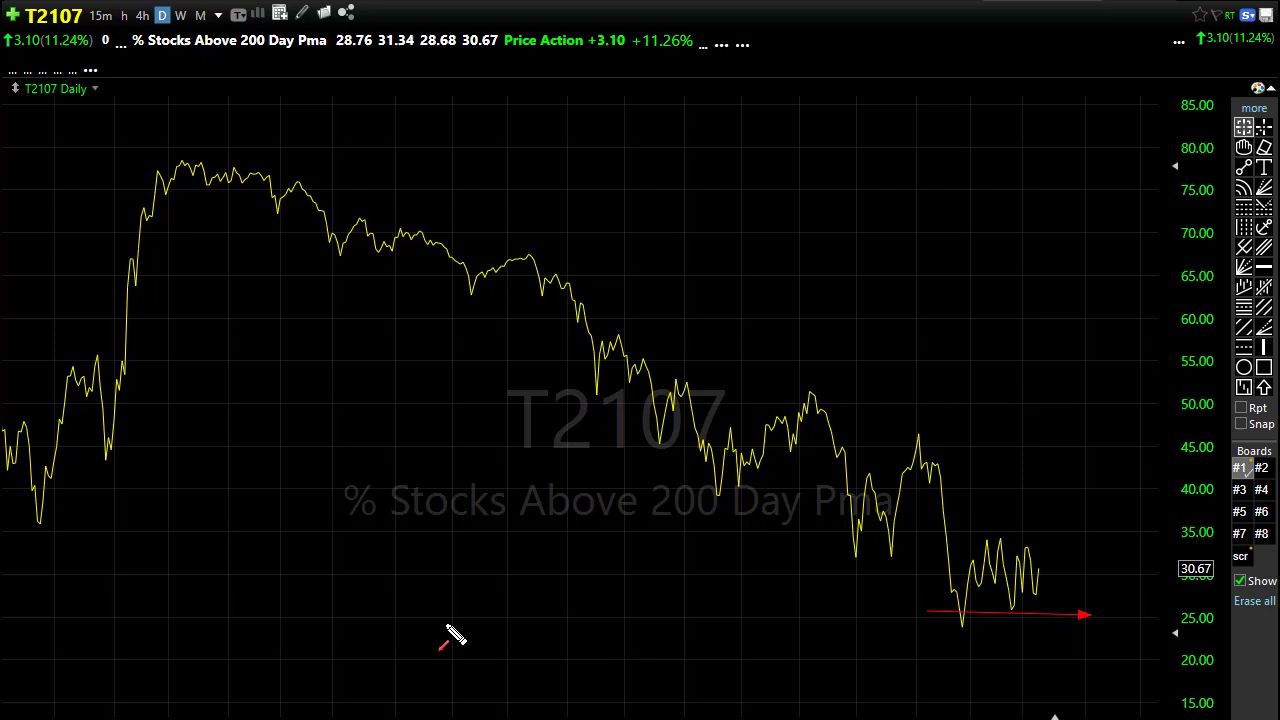 T2107 15m h 4h D W M T RT S
3.10(11.24%) 0 ... % Stocks Above 200 Day Pma 28.76 31.34 28.68 30.67 Price Action +3.10 +11.26% ... ... ... ... 3.10(11.24%)
... ... ... ... ... ...
T2107 Daily
more
85.00
80.00
75.00
70.00
65.00
60.00
55.00
50.00
45.00
40.00
35.00
30.67
30.00
25.00
20.00
15.00
T2107
% Stocks Above 200 Day Pma
T
Rpt
Snap
Boards
#1 #2
#3 #4
#5 #6
#7 #8
scr
Show
Erase all